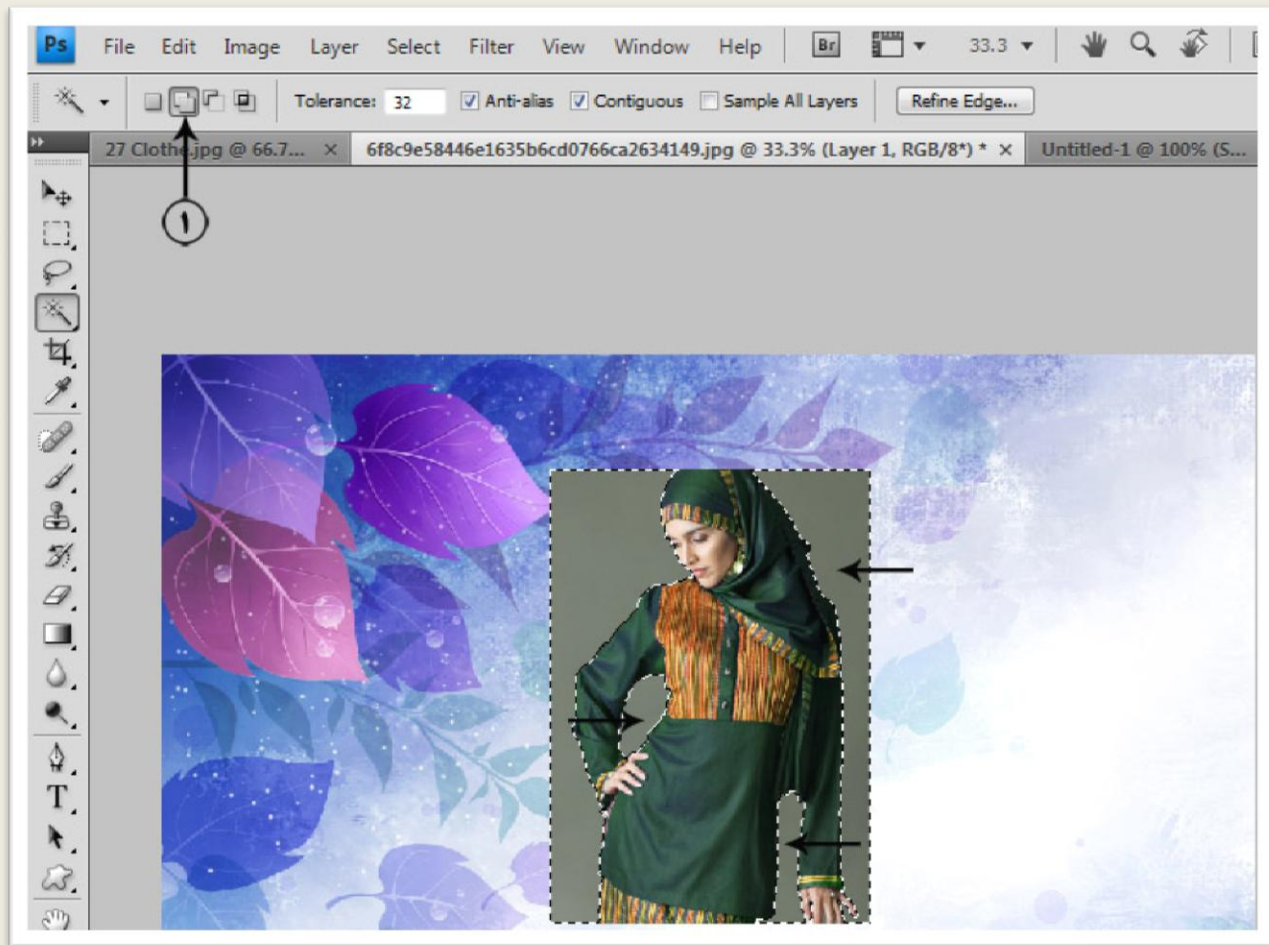 Ps File Edit Image Layer Select Filter View Window Help Br 33.3
Tolerance: 32 Anti-alias Contiguous Sample All Layers Refine Edge...
27 Clothe.jpg @ 66.7... × 6f8c9e58446e1635b6cd0766ca2634149.jpg @ 33.3% (Layer 1, RGB/8*) * × Untitled-1 @ 100% (S...
١
T